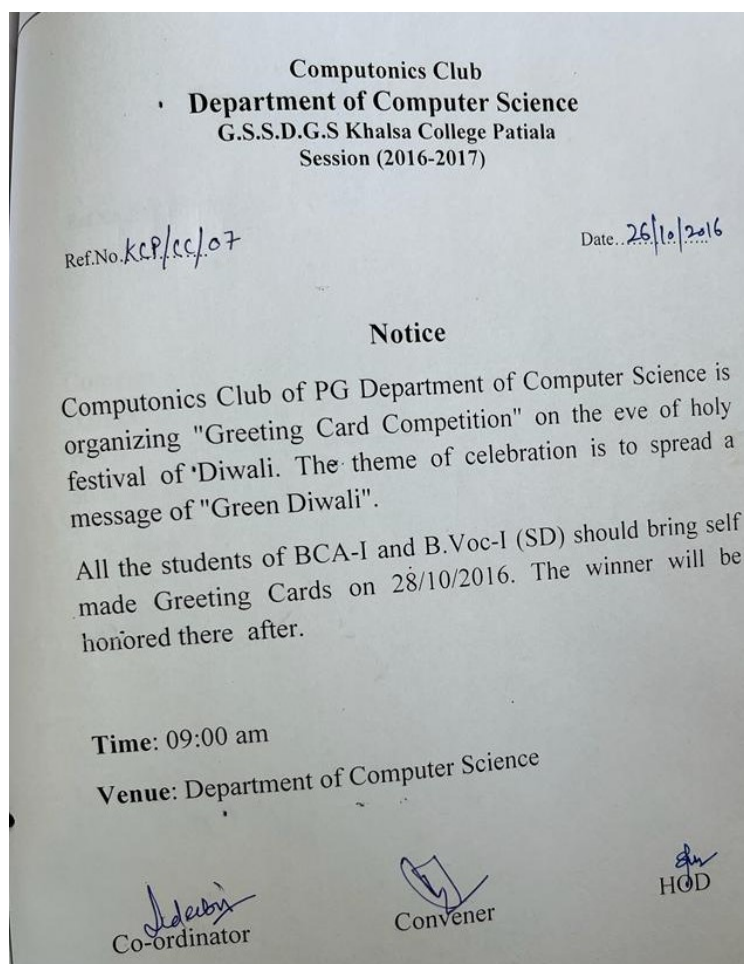 Computonics Club
Department of Computer Science
G.S.S.D.G.S Khalsa College Patiala
Session (2016-2017)
Ref.No.KCP/CC/07
Date..26/10/2016
Notice
Computonics Club of PG Department of Computer Science is
organizing "Greeting Card Competition" on the eve of holy
festival of Diwali. The theme of celebration is to spread a
message of "Green Diwali".
All the students of BCA-I and B.Voc-I (SD) should bring self
made Greeting Cards on 28/10/2016. The winner will be
honored there after.
Time: 09:00 am
Venue: Department of Computer Science
Co-ordinator
Convener
HOD